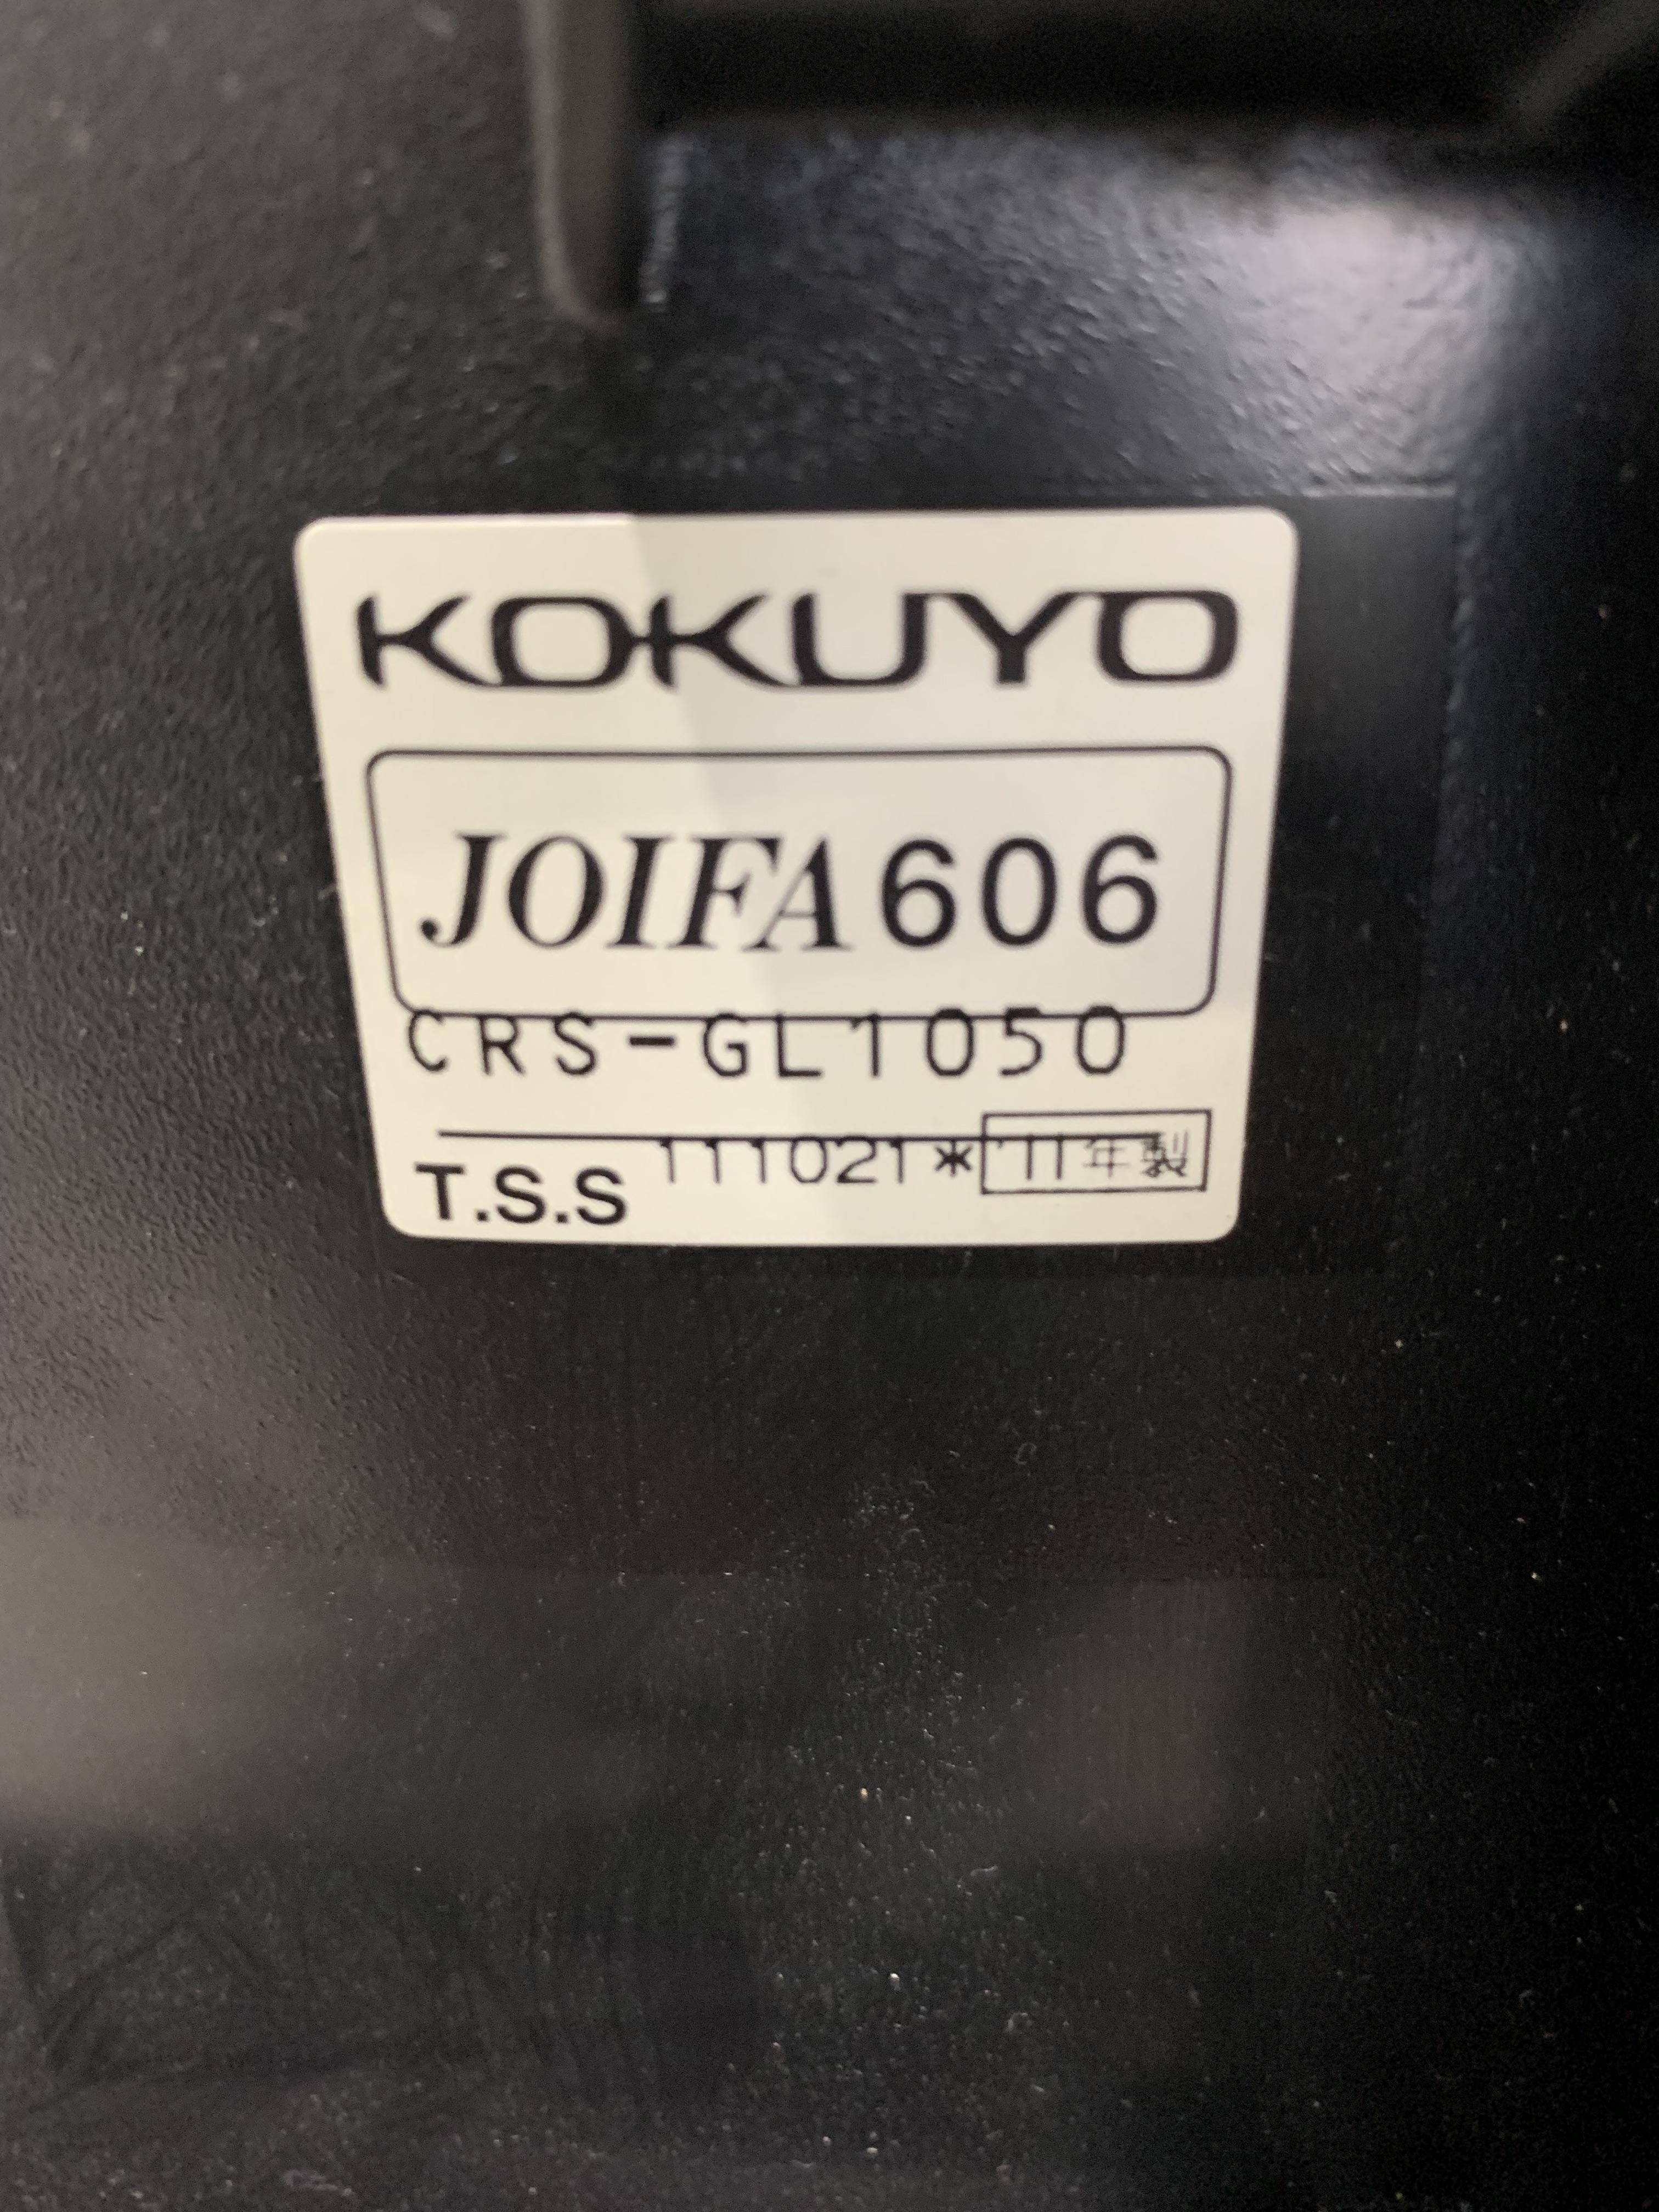 KOKUYO
JOIFA 606
CRS-GL1050
T.S.S 111021* '11年製